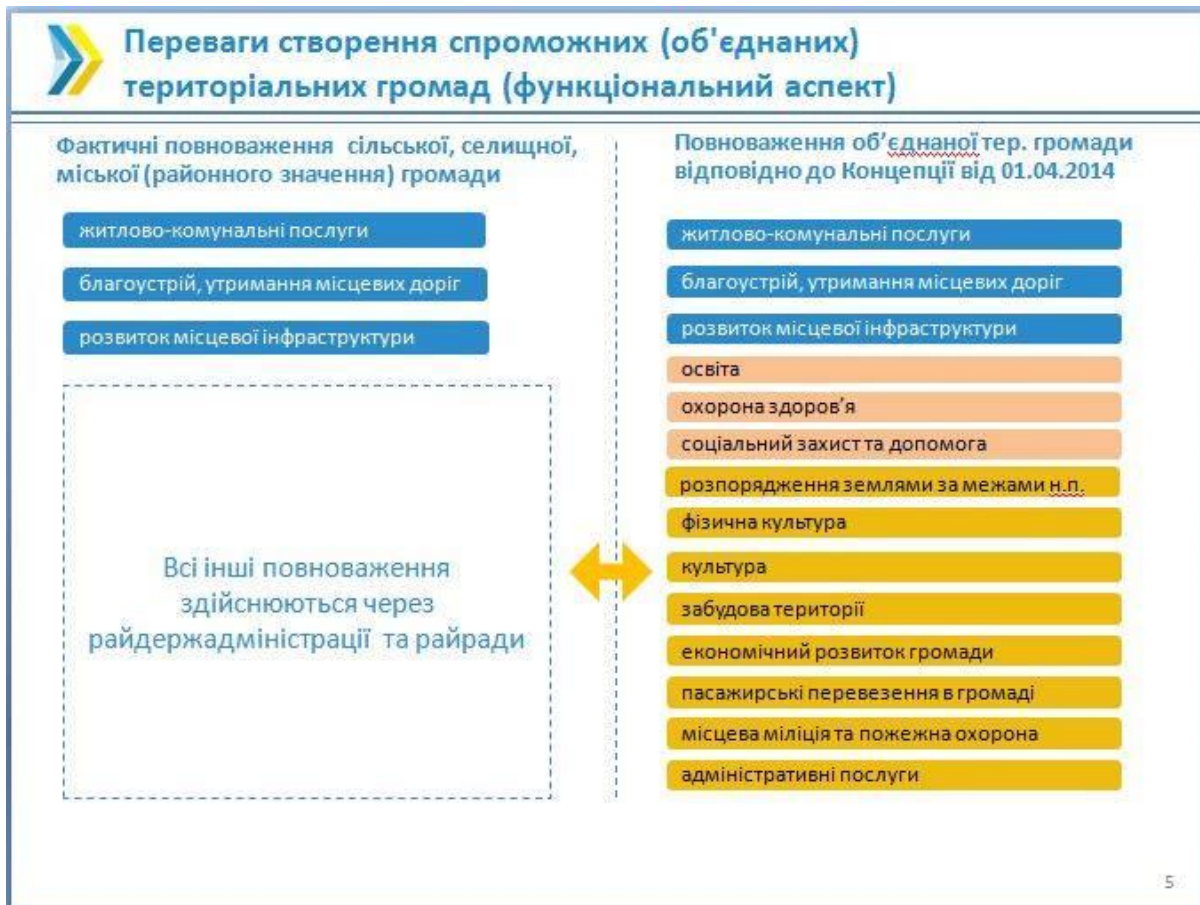 Переваги створення спроможних (об'єднаних)
територіальних громад (функціональний аспект)
Фактичні повноваження сільської, селищної,
міської (районного значення) громади
житлово-комунальні послуги
благоустрій, утримання місцевих доріг
розвиток місцевої інфраструктури
Всі інші повноваження
здійснюються через
райдержадміністрації та райради
Повноваження об’єднаної тер. громади
відповідно до Концепції від 01.04.2014
житлово-комунальні послуги
благоустрій, утримання місцевих доріг
розвиток місцевої інфраструктури
освіта
охорона здоров’я
соціальний захист та допомога
розпорядження землями за межами н.п.
фізична культура
культура
забудова території
економічний розвиток громади
пасажирські перевезення в громаді
місцева міліція та пожежна охорона
адміністративні послуги
5